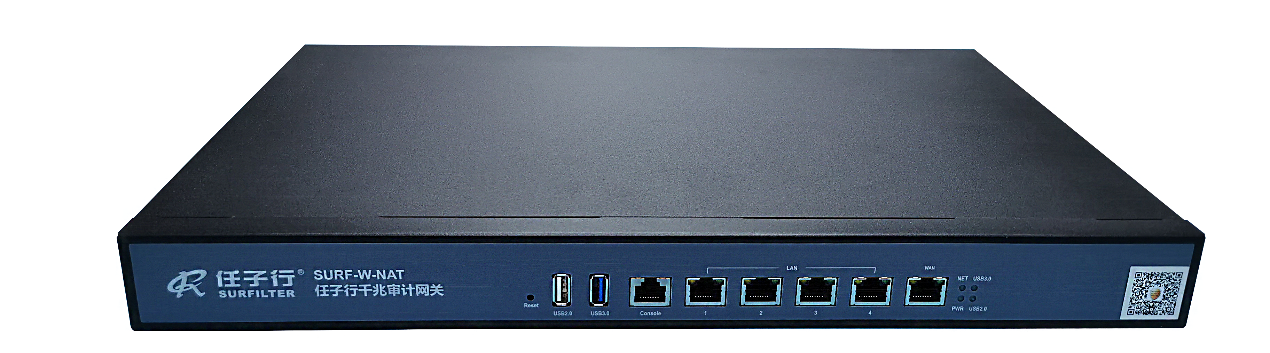 任子行®
SURFILTER
SURF-W-NAT
任子行千兆审计网关
Reset
USB2.0
USB3.0
Console
LAN
1
2
3
4
WAN
NET USB3.0
PWR USB2.0